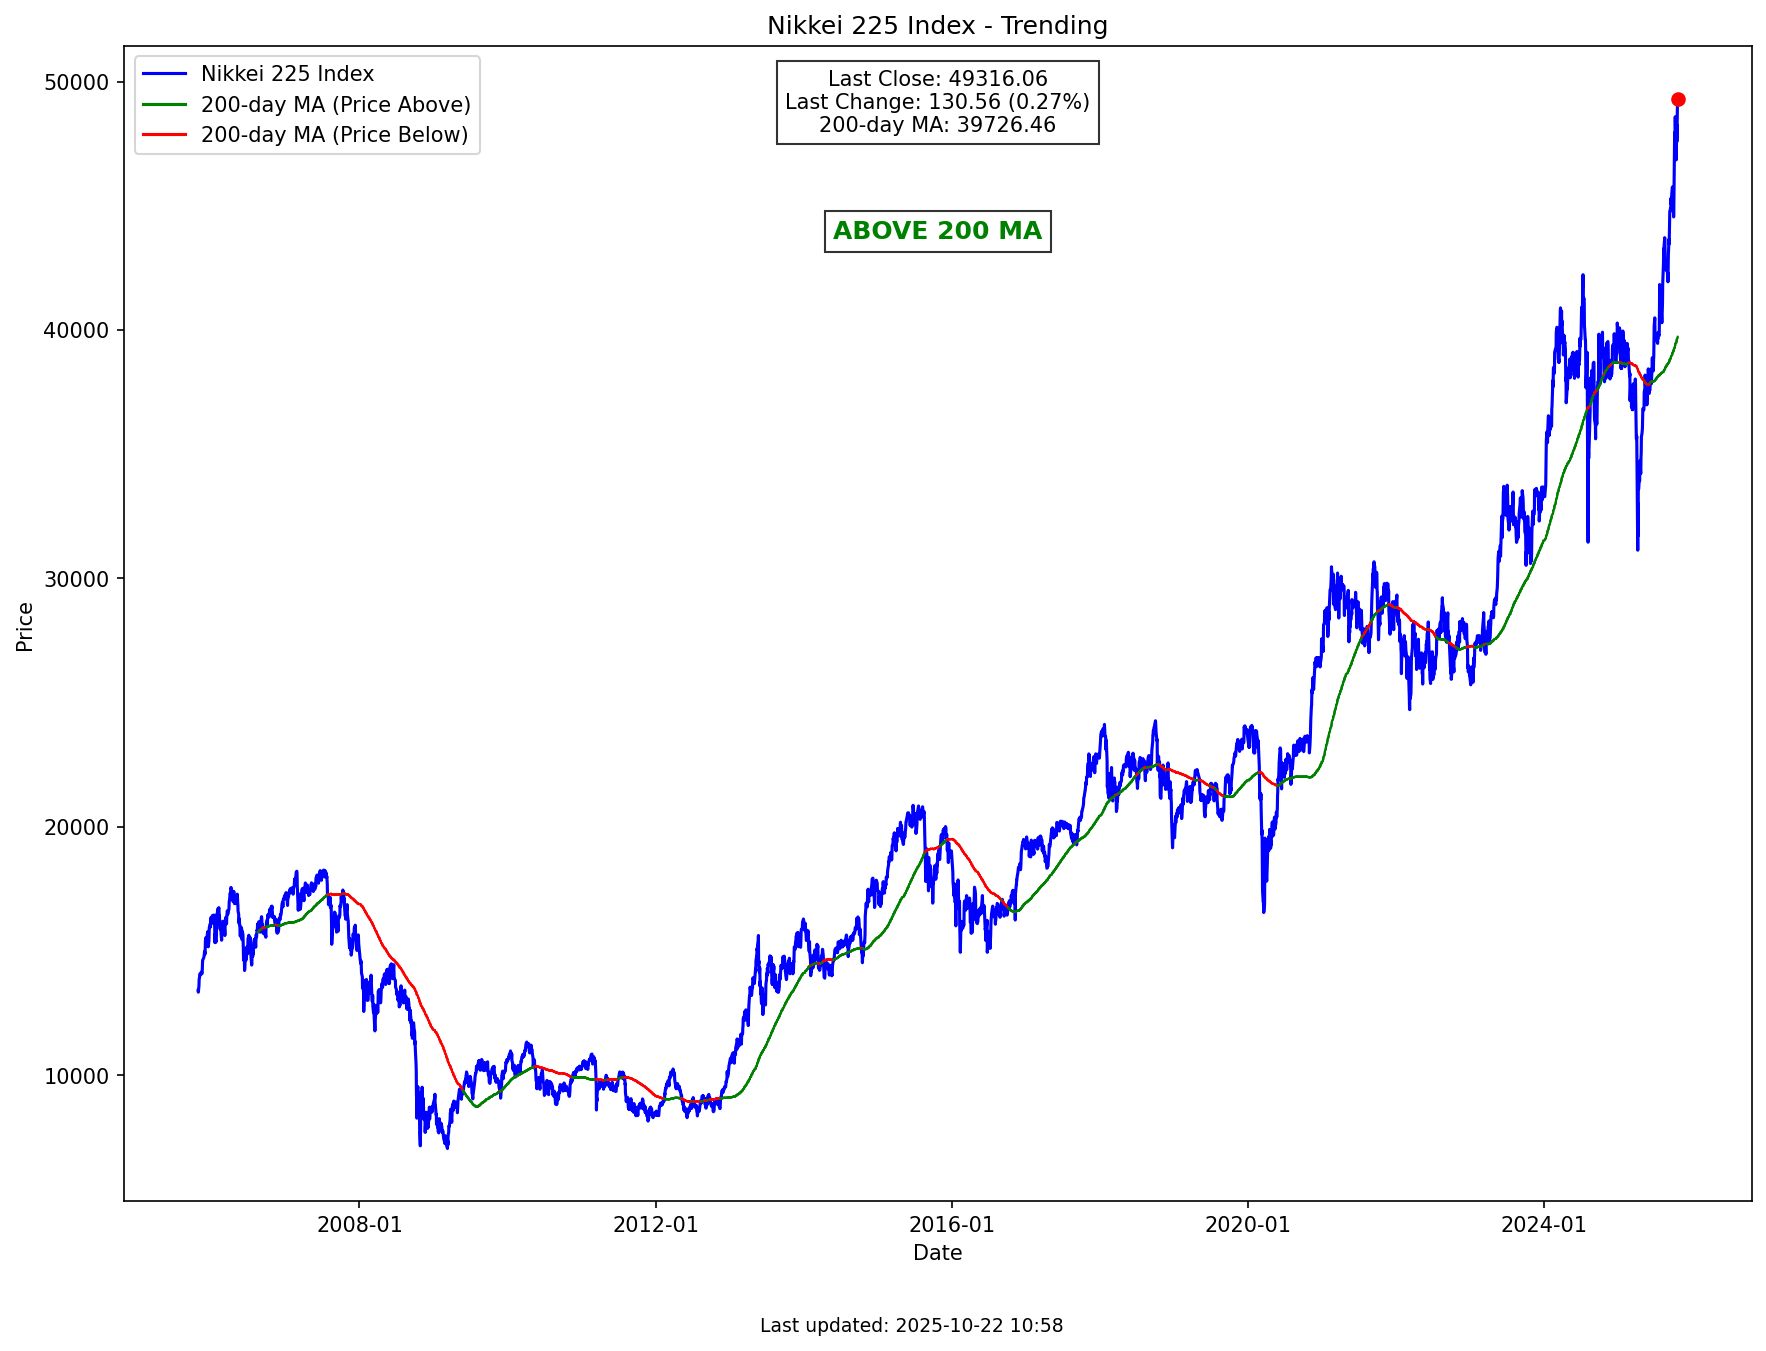 Nikkei 225 Index - Trending
Nikkei 225 Index
200-day MA (Price Above)
200-day MA (Price Below)
Last Close: 49316.06
Last Change: 130.56 (0.27%)
200-day MA: 39726.46
ABOVE 200 MA
Price
50000
40000
30000
20000
10000
2008-01
2012-01
2016-01
2020-01
2024-01
Date
Last updated: 2025-10-22 10:58